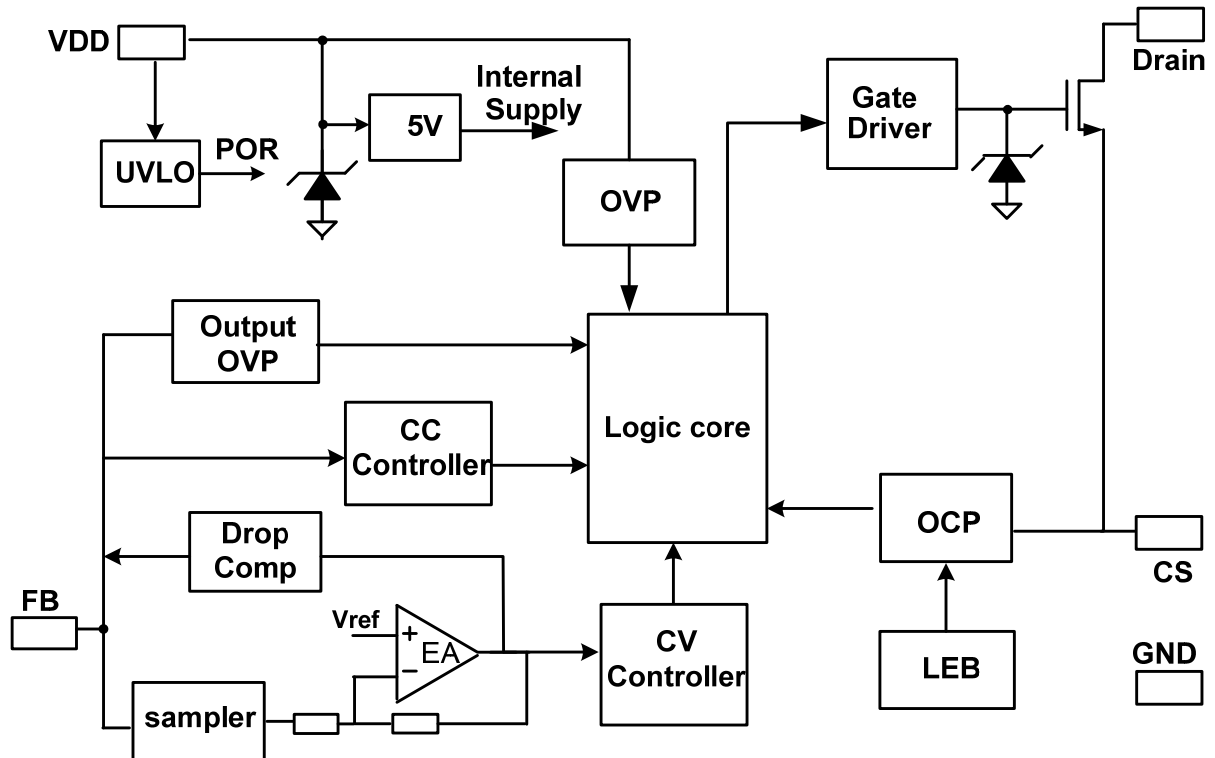 VDD
Drain
Internal
Supply
5V
Gate
Driver
UVLO
POR
OVP
Output
OVP
CC
Controller
Logic core
OCP
CS
Drop
Comp
FB
Vref
+
EA
−
CV
Controller
LEB
GND
sampler